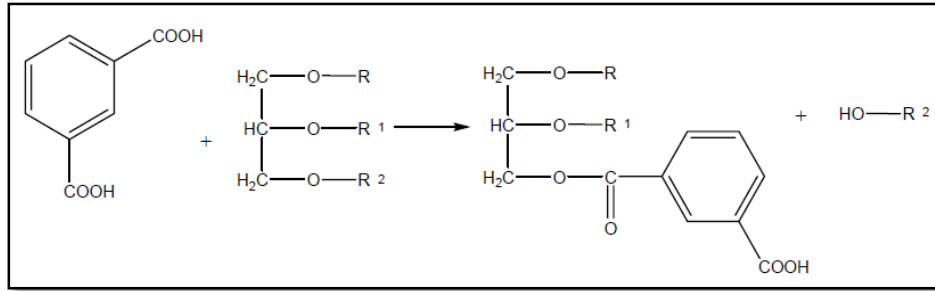 COOH
COOH
+
H₂C—O—R
HC—O—R 1
H₂C—O—R 2
H₂C—O—R
HC—O—R 1
H₂C—O—C
O
COOH
+
HO—R 2